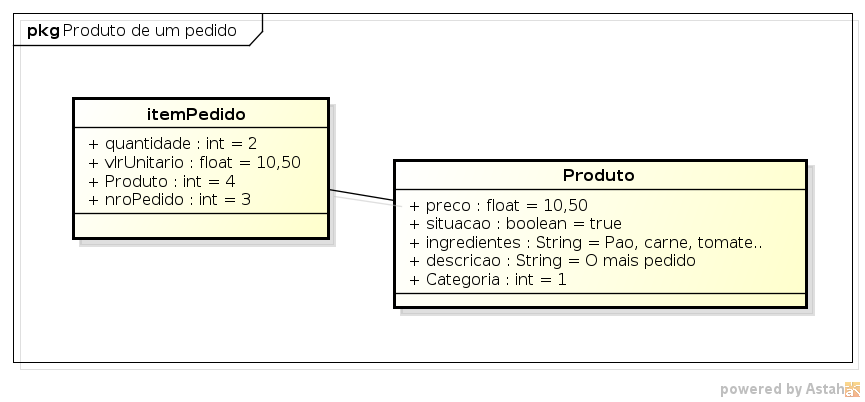 pkg Produto de um pedido
itemPedido
+ quantidade : int = 2
+ vlrUnitario : float = 10,50
+ Produto : int = 4
+ nroPedido : int = 3
Produto
+ preco : float = 10,50
+ situacao : boolean = true
+ ingredientes : String = Pao, carne, tomate..
+ descricao : String = O mais pedido
+ Categoria : int = 1
powered by Astah